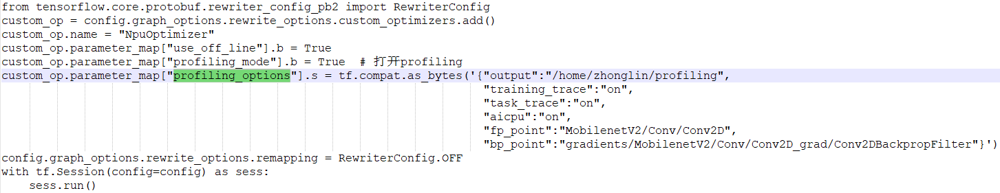 from tensorflow.core.protobuf.rewriter_config_pb2 import RewriterConfig
custom_op = config.graph_options.rewrite_options.custom_optimizers.add()
custom_op.name = "NpuOptimizer"
custom_op.parameter_map["use_off_line"].b = True
custom_op.parameter_map["profiling_mode"].b = True  # 打开profiling
custom_op.parameter_map["profiling_options"].s = tf.compat.as_bytes('{"output":"/home/zhonglin/profiling",
                                                                      "training_trace":"on",
                                                                      "task_trace":"on",
                                                                      "aicpu":"on",
                                                                      "fp_point":"MobilenetV2/Conv/Conv2D",
                                                                      "bp_point":"gradients/MobilenetV2/Conv/Conv2D_grad/Conv2DBackpropFilter"}')
config.graph_options.rewrite_options.remapping = RewriterConfig.OFF
with tf.Session(config=config) as sess:
    sess.run()